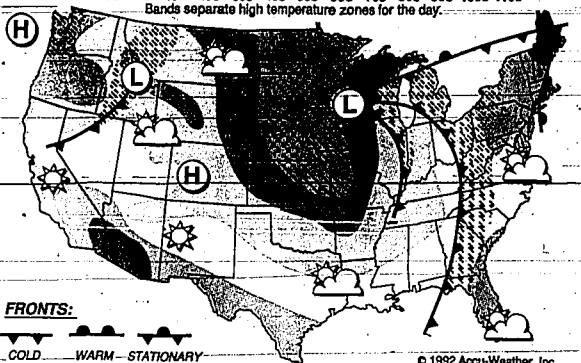 Bands separate high temperature zones for the day.
H
L
L
H
FRONTS:
COLD WARM STATIONARY
© 1992 Accu-Weather, Inc.